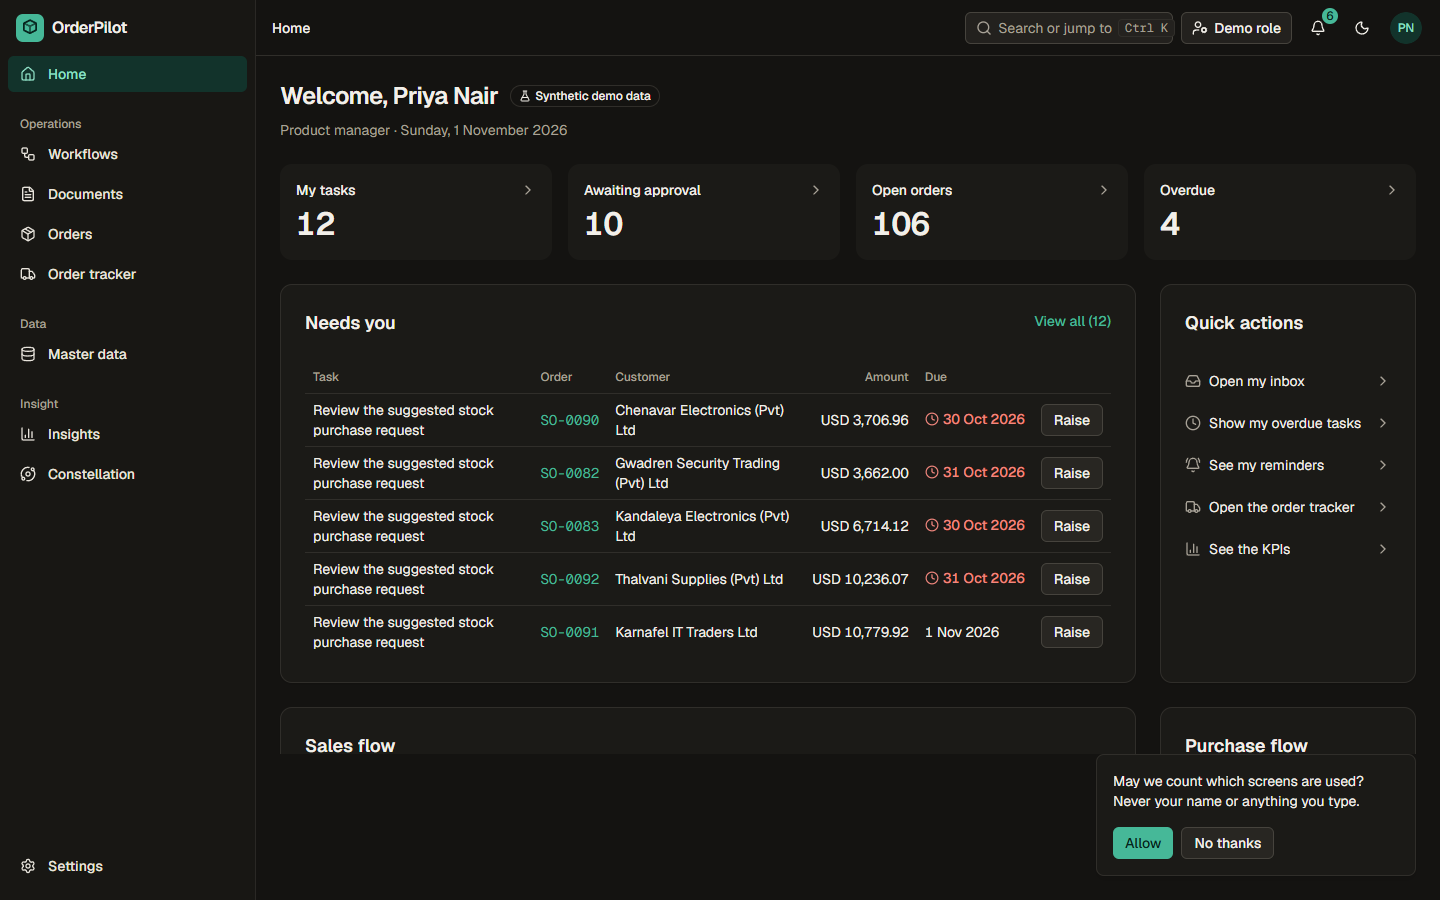 OrderPilot
Home
Search or jump to
Ctrl K
Demo role
6
PN
Home
Operations
Workflows
Documents
Orders
Order tracker
Data
Master data
Insight
Insights
Constellation
Settings
Welcome, Priya Nair
Synthetic demo data
Product manager · Sunday, 1 November 2026
My tasks
12
Awaiting approval
10
Open orders
106
Overdue
4
Needs you
View all (12)
Task Order Customer Amount Due
Review the suggested stock
purchase request
SO-0090
Chenavar Electronics (Pvt)
Ltd
USD 3,706.96
30 Oct 2026
Raise
Review the suggested stock
purchase request
SO-0082
Gwadren Security Trading
(Pvt) Ltd
USD 3,662.00
31 Oct 2026
Raise
Review the suggested stock
purchase request
SO-0083
Kandaleya Electronics (Pvt)
Ltd
USD 6,714.12
30 Oct 2026
Raise
Review the suggested stock
purchase request
SO-0092
Thalvani Supplies (Pvt) Ltd
USD 10,236.07
31 Oct 2026
Raise
Review the suggested stock
purchase request
SO-0091
Karnafel IT Traders Ltd
USD 10,779.92
1 Nov 2026
Raise
Quick actions
Open my inbox
Show my overdue tasks
See my reminders
Open the order tracker
See the KPIs
Sales flow
Purchase flow
May we count which screens are used?
Never your name or anything you type.
Allow
No thanks